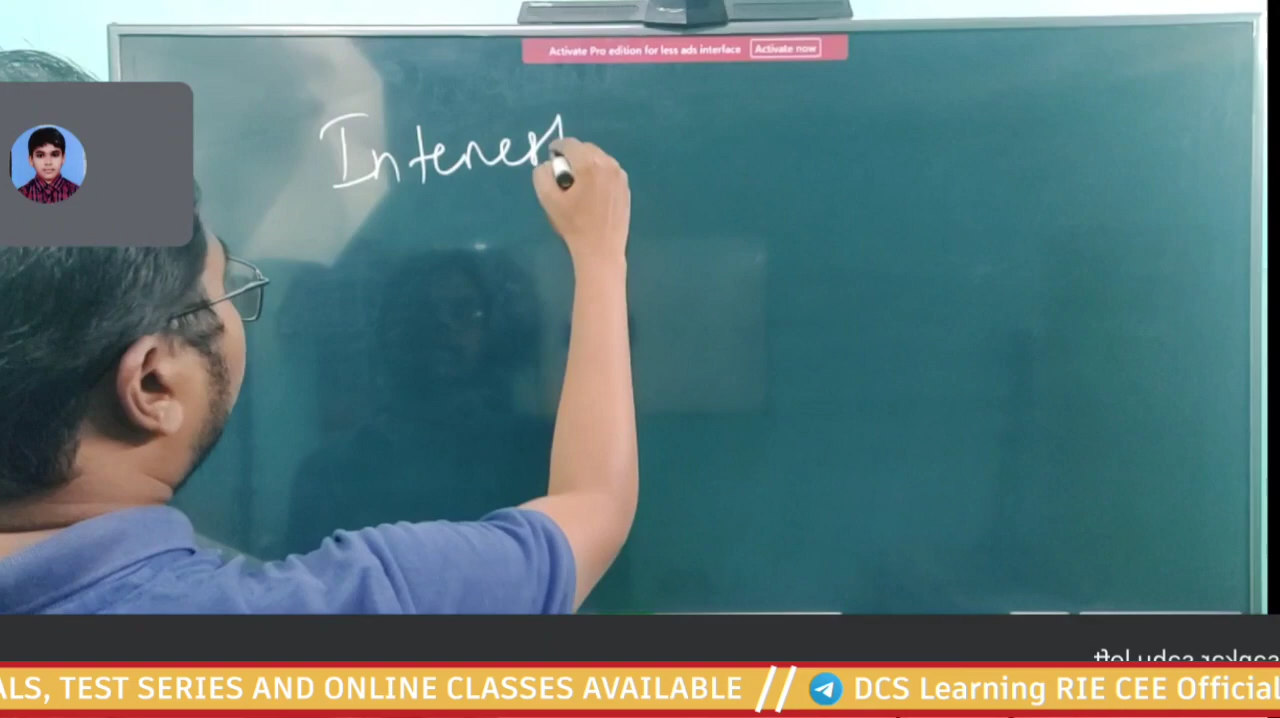 Activate Pro edition for less ads interface Activate now
Interest
ALS, TEST SERIES AND ONLINE CLASSES AVAILABLE // DCS Learning RIE CEE Official